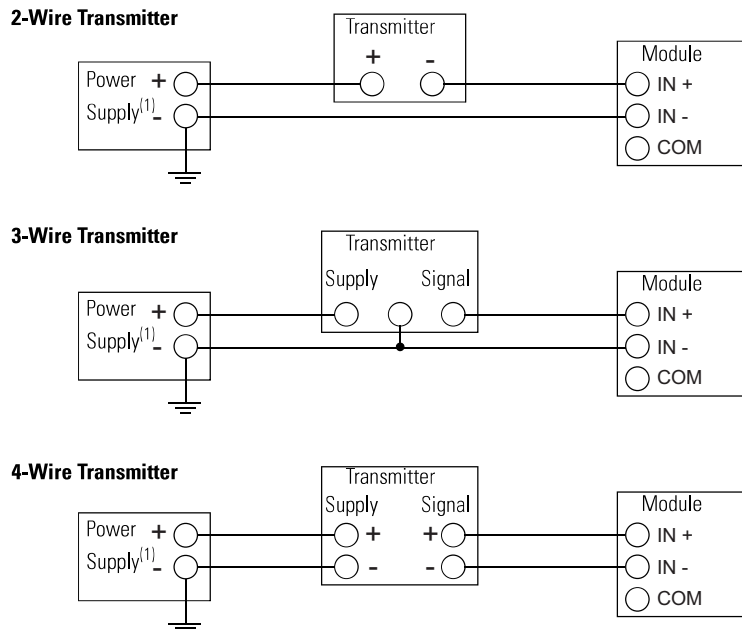 2-Wire Transmitter
Transmitter
+ -
Module
Power +
Supply(1) -
IN +
IN -
COM
3-Wire Transmitter
Transmitter
Supply Signal
Module
Power +
Supply(1) -
IN +
IN -
COM
4-Wire Transmitter
Transmitter
Supply Signal
Module
Power +
Supply(1) -
+ +
- -
IN +
IN -
COM